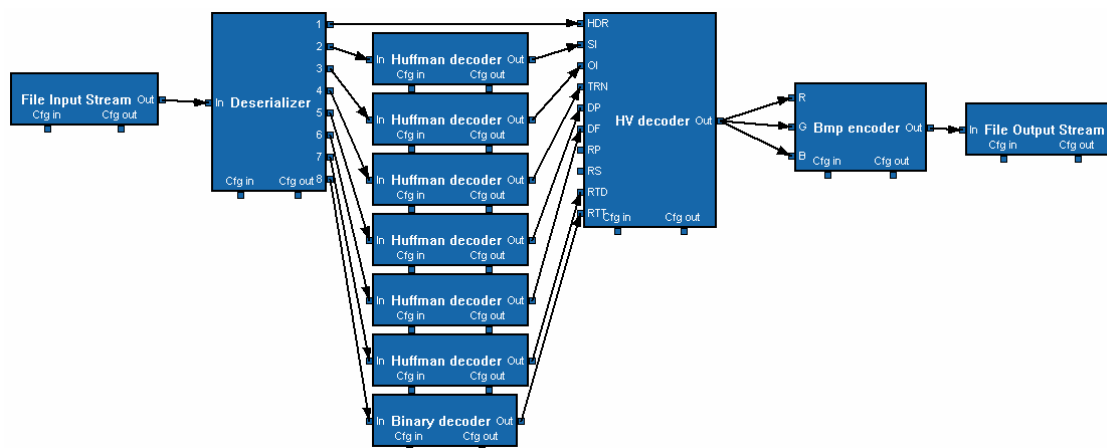 File Input Stream
Out
Cfg in
Cfg out
In
Deserializer
1
2
3
4
5
6
7
8
Cfg in
Cfg out
In
Huffman decoder
Out
Cfg in
Cfg out
In
Huffman decoder
Out
Cfg in
Cfg out
In
Huffman decoder
Out
Cfg in
Cfg out
In
Huffman decoder
Out
Cfg in
Cfg out
In
Huffman decoder
Out
Cfg in
Cfg out
In
Huffman decoder
Out
Cfg in
Cfg out
In
Binary decoder
Out
Cfg in
Cfg out
HDR
SI
OI
TRN
DP
DF
RP
RS
RTD
RTT
HV decoder
Out
Cfg in
Cfg out
R
G
B
Bmp encoder
Out
Cfg in
Cfg out
In
File Output Stream
Cfg in
Cfg out